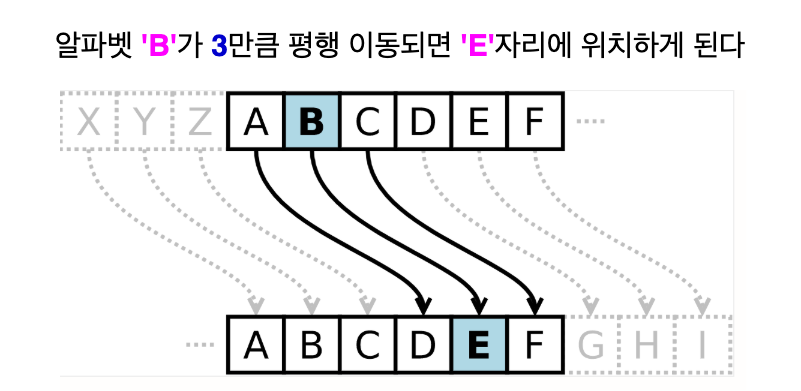 알파벳 'B'가 3만큼 평행 이동되면 'E'자리에 위치하게 된다
X Y Z A B C D E F ····
···· A B C D E F G H I